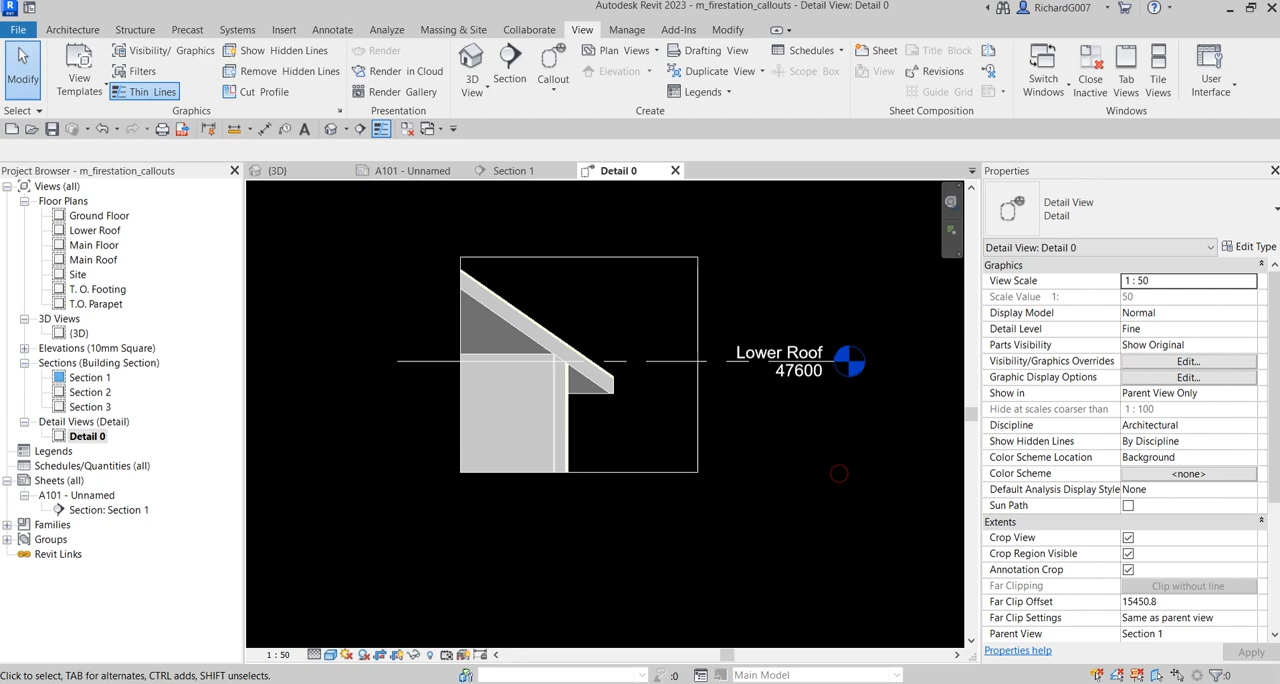 Autodesk Revit 2023 - m_firestation_callouts - Detail View: Detail 0
RichardG007
File
Architecture
Structure
Precast
Systems
Insert
Annotate
Analyze
Massing & Site
Collaborate
View
Manage
Add-Ins
Modify
Modify
View
Templates
Visibility/ Graphics
Filters
Thin Lines
Show Hidden Lines
Remove Hidden Lines
Cut Profile
Render
Render in Cloud
Render Gallery
3D
View
Section
Callout
Plan Views
Elevation
Drafting View
Duplicate View
Legends
Schedules
Scope Box
Sheet
View
Title Block
Revisions
Guide Grid
Switch
Windows
Close
Inactive
Tab
Views
Tile
Views
User
Interface
Select
Graphics
Presentation
Create
Sheet Composition
Windows
Project Browser - m_firestation_callouts
Views (all)
Floor Plans
Ground Floor
Lower Roof
Main Floor
Main Roof
Site
T. O. Footing
T.O. Parapet
3D Views
{3D}
Elevations (10mm Square)
Sections (Building Section)
Section 1
Section 2
Section 3
Detail Views (Detail)
Detail 0
Legends
Schedules/Quantities (all)
Sheets (all)
A101 - Unnamed
Section: Section 1
Families
Groups
Revit Links
{3D}
A101 - Unnamed
Section 1
Detail 0
Lower Roof
47600
1 : 50
Properties
Detail View
Detail
Detail View: Detail 0
Edit Type
Graphics
View Scale 1 : 50
Scale Value 1: 50
Display Model Normal
Detail Level Fine
Parts Visibility Show Original
Visibility/Graphics Overrides Edit...
Graphic Display Options Edit...
Show in Parent View Only
Hide at scales coarser than 1 : 100
Discipline Architectural
Show Hidden Lines By Discipline
Color Scheme Location Background
Color Scheme <none>
Default Analysis Display Style None
Sun Path
Extents
Crop View
Crop Region Visible
Annotation Crop
Far Clipping Clip without line
Far Clip Offset 15450.8
Far Clip Settings Same as parent view
Parent View Section 1
Properties help
Apply
Click to select, TAB for alternates, CTRL adds, SHIFT unselects.
:0
Main Model
:0